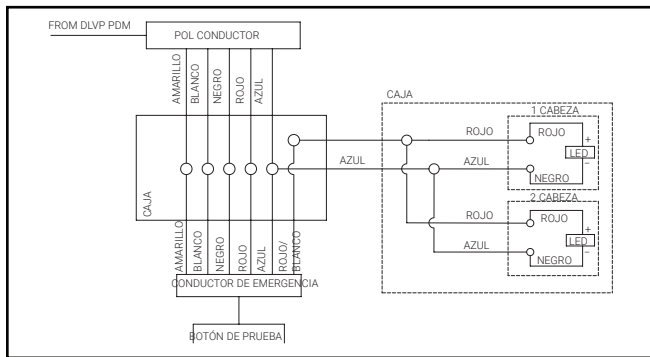 FROM DLVP PDM
POL CONDUCTOR
AMARILLO
BLANCO
NEGRO
ROJO
AZUL
CAJA
AMARILLO
BLANCO
NEGRO
ROJO
AZUL
ROJO/
BLANCO
CONDUCTOR DE EMERGENCIA
BOTÓN DE PRUEBA
AZUL
CAJA
1 CABEZA
ROJO
ROJO
+
LED
AZUL
−
NEGRO
2 CABEZA
ROJO
ROJO
+
LED
AZUL
−
NEGRO